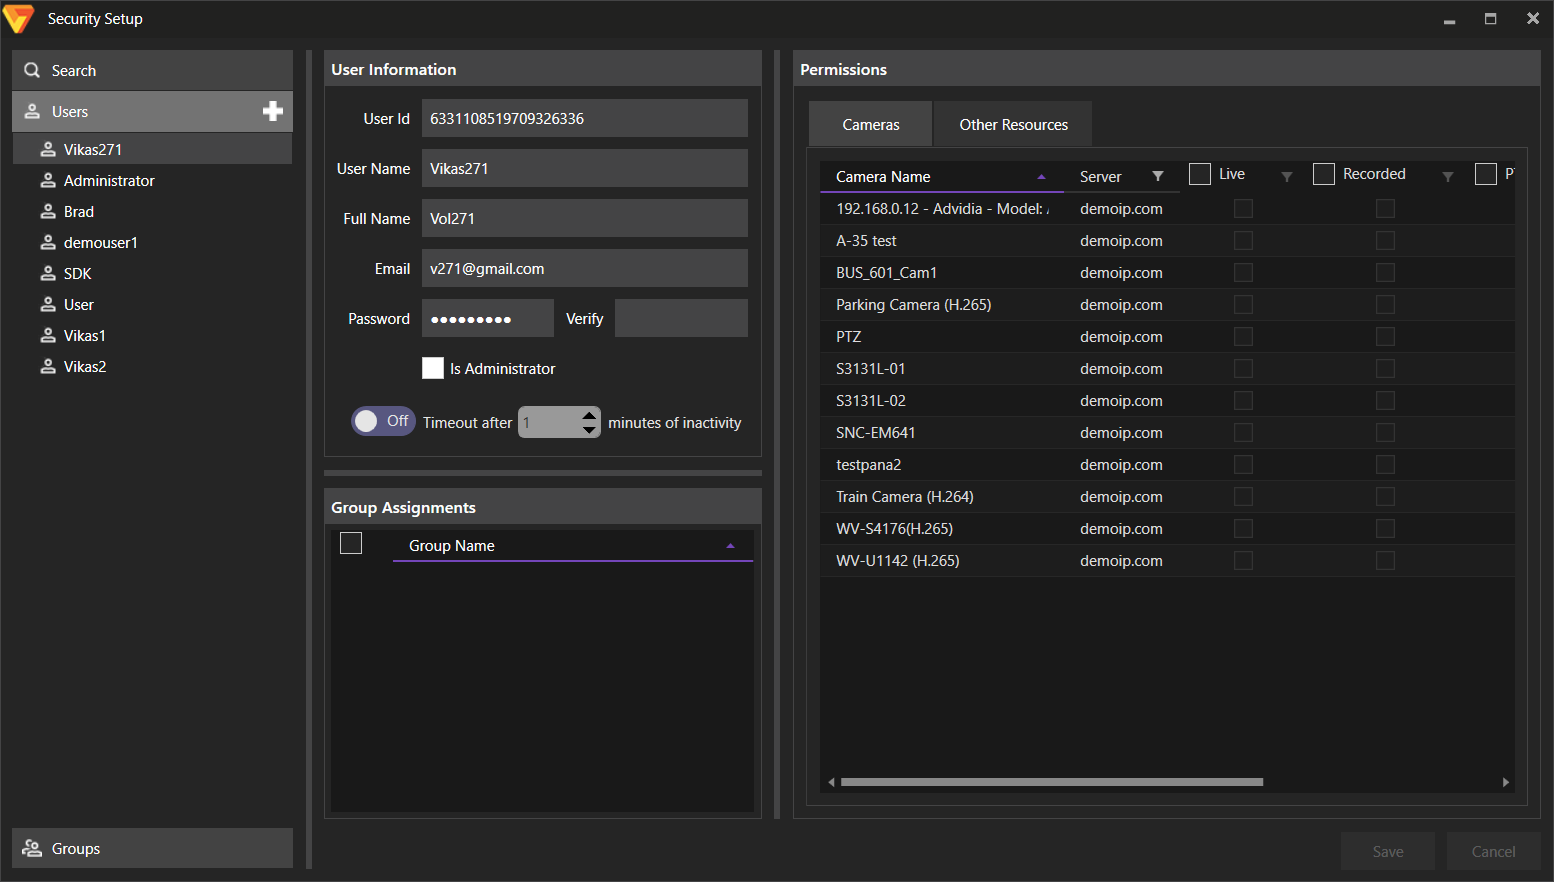 Security Setup
Search
Users
Vikas271
Administrator
Brad
demouser1
SDK
User
Vikas1
Vikas2
Groups
User Information
User Id 6331108519709326336
User Name Vikas271
Full Name Vol271
Email v271@gmail.com
Password ●●●●●●●●● Verify
Is Administrator
Off Timeout after 1 minutes of inactivity
Group Assignments
Group Name
Permissions
Cameras Other Resources
Camera Name Server Live Recorded
192.168.0.12 - Advidia - Model: demoip.com
A-35 test demoip.com
BUS_601_Cam1 demoip.com
Parking Camera (H.265) demoip.com
PTZ demoip.com
S3131L-01 demoip.com
S3131L-02 demoip.com
SNC-EM641 demoip.com
testpana2 demoip.com
Train Camera (H.264) demoip.com
WV-S4176(H.265) demoip.com
WV-U1142 (H.265) demoip.com
Save Cancel